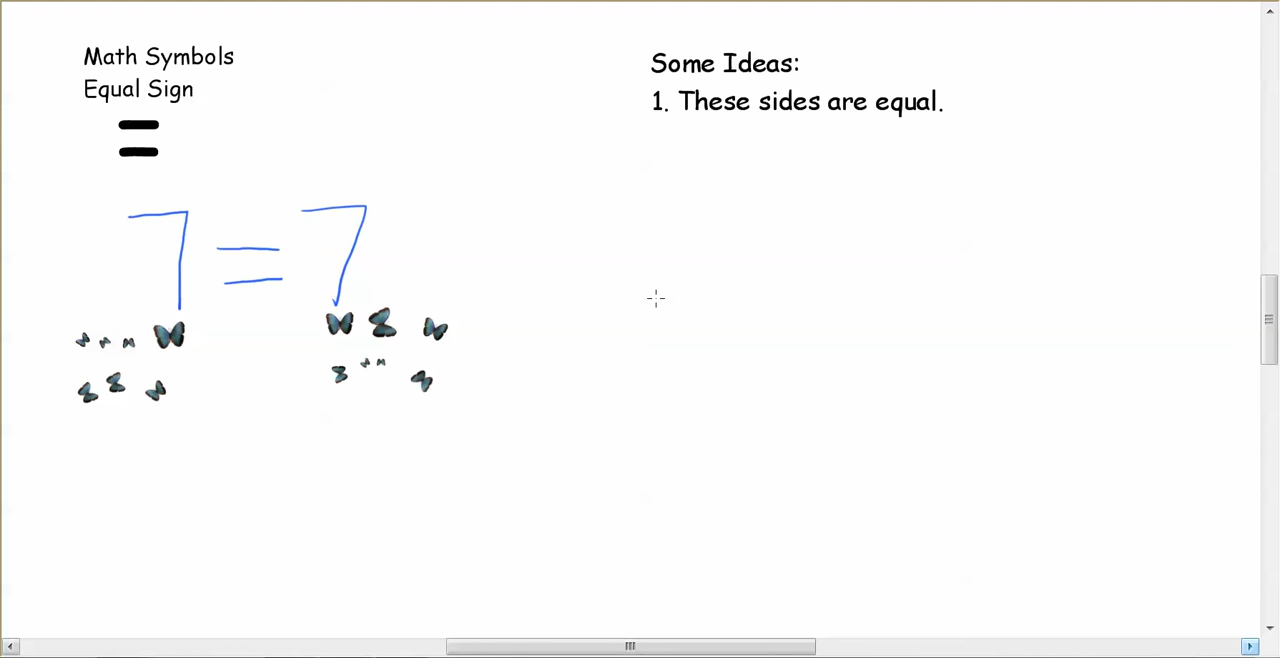 Math Symbols
Equal Sign
=
7 = 7
Some Ideas:
1. These sides are equal.